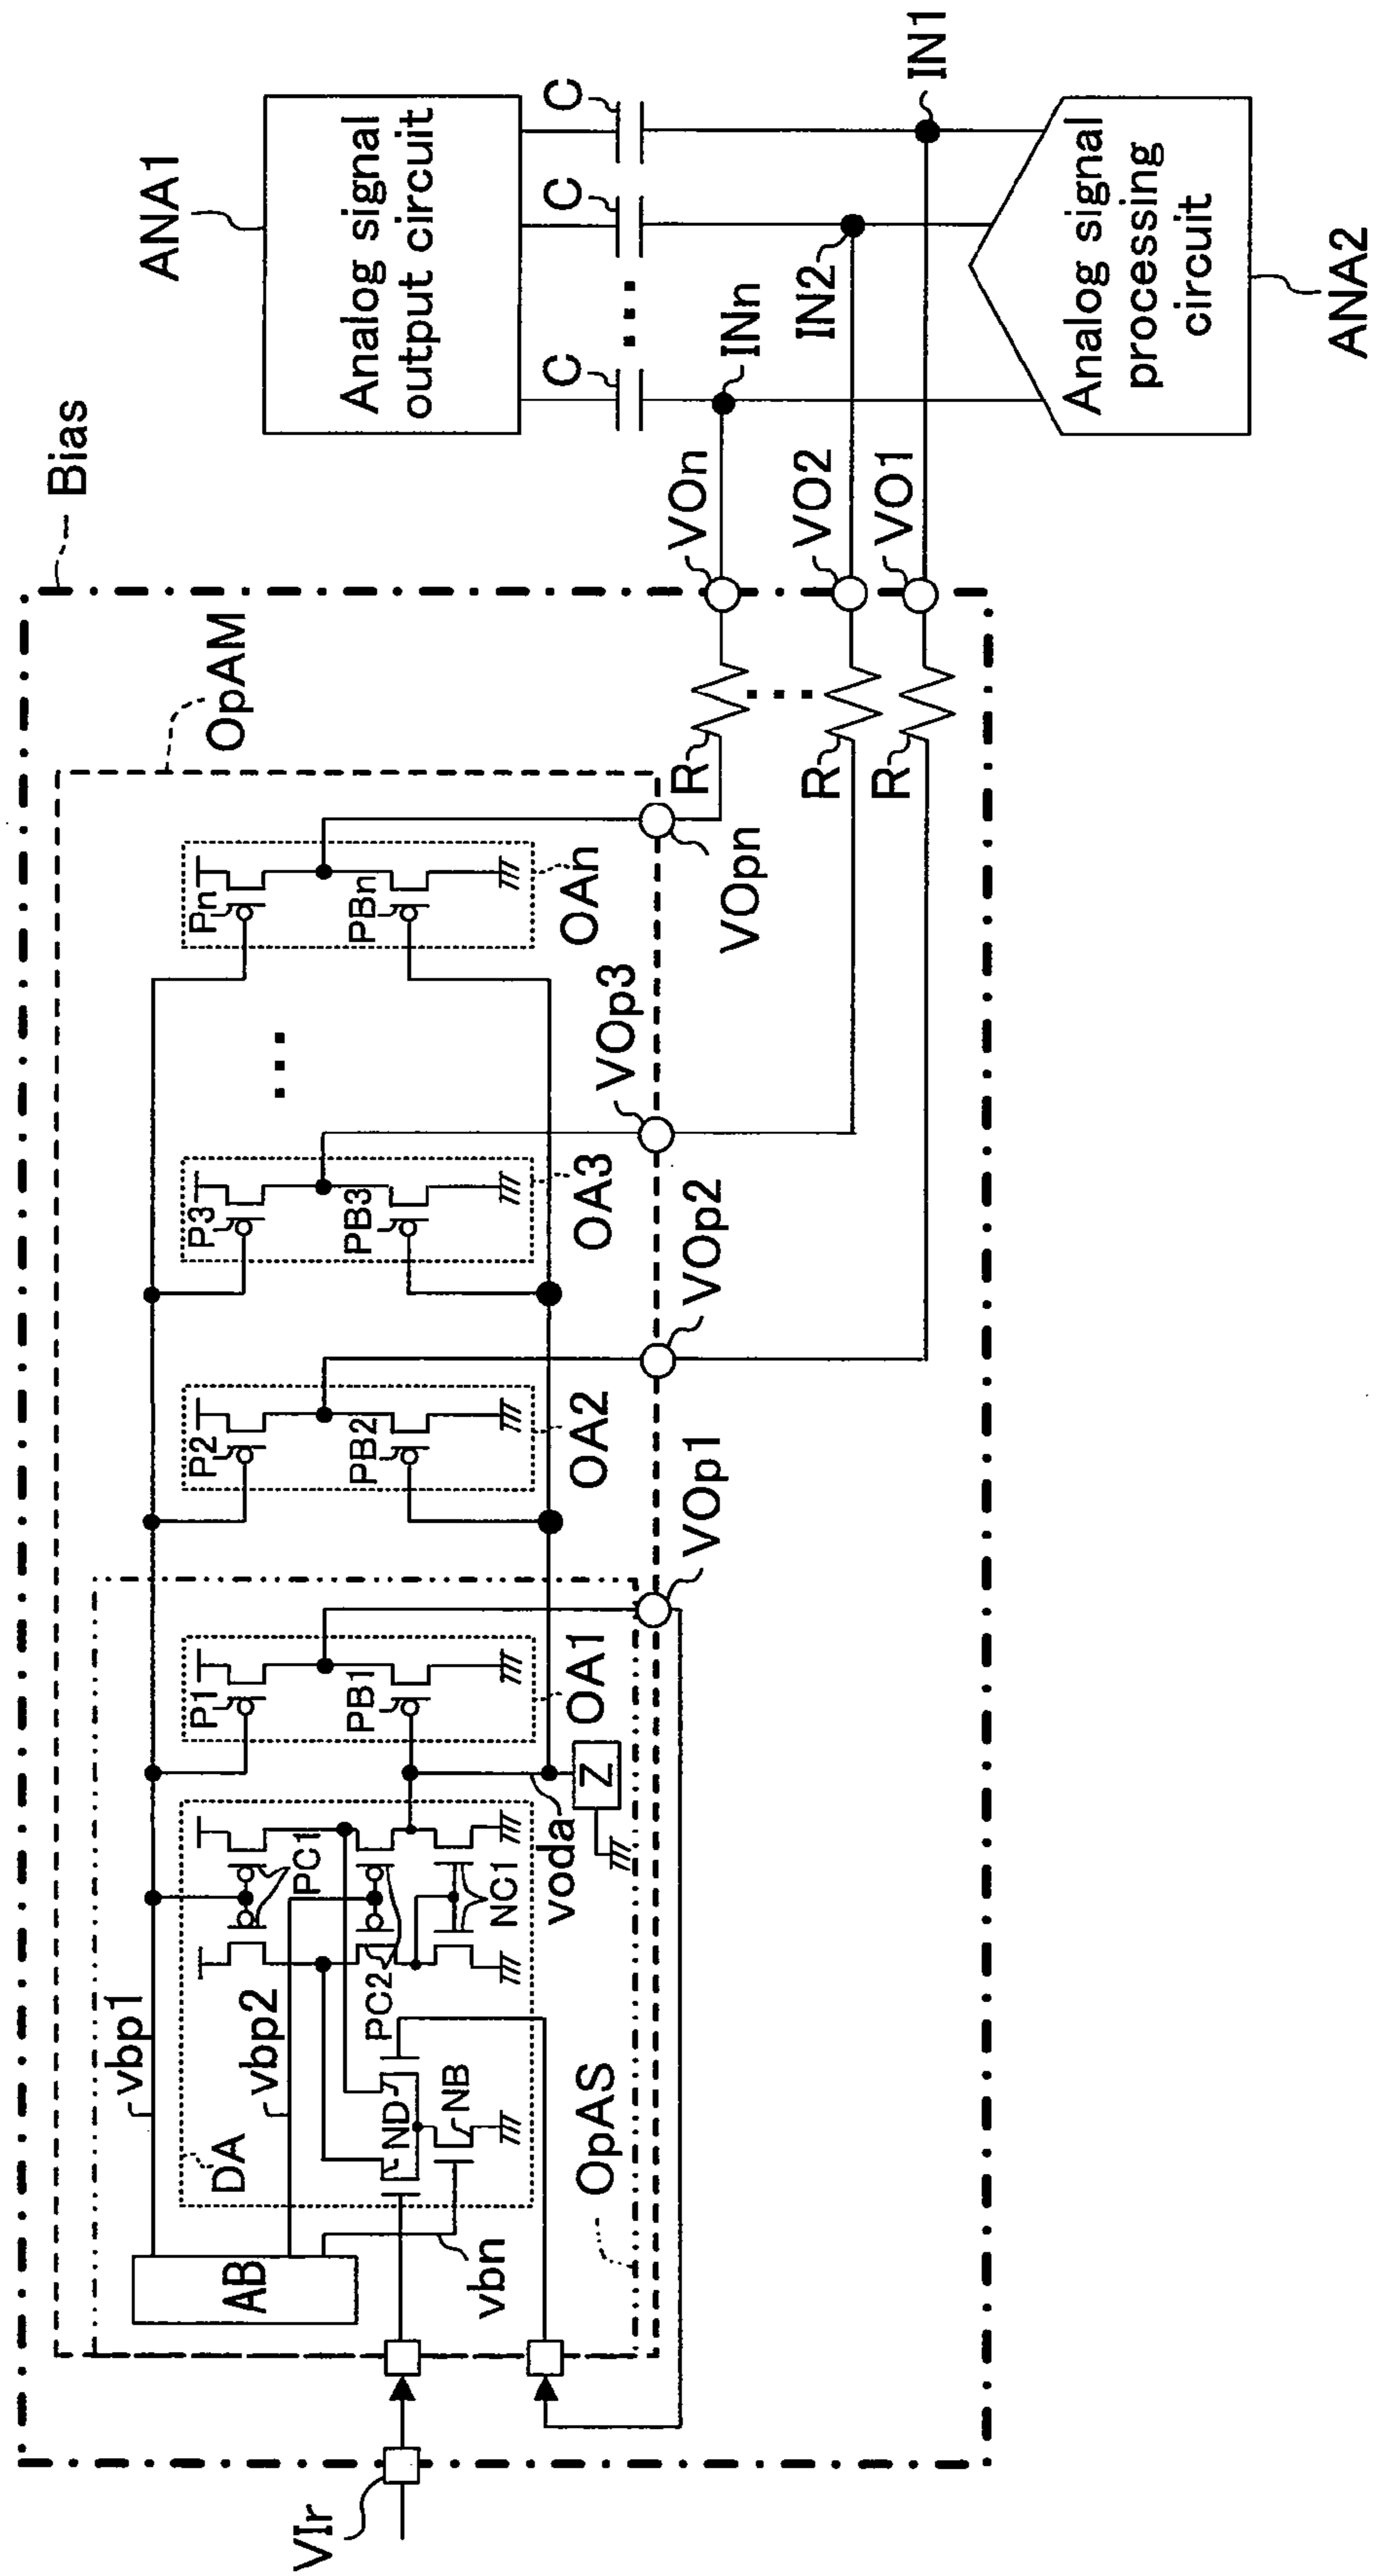 Bias
OpAM
ANA1
Analog signal
output circuit
C
C
C
IN1
IN2
INn
Analog signal
processing
circuit
ANA2
VOn
VO2
VO1
R
R
R
vbp1
vbp2
vbn
voda
AB
DA
PC1
PC2
NC1
ND
NB
Z
P1
PB1
OA1
P2
PB2
OA2
P3
PB3
OA3
Pn
PBn
OAn
VOp1
VOp2
VOp3
VOpn
OpAS
VIr